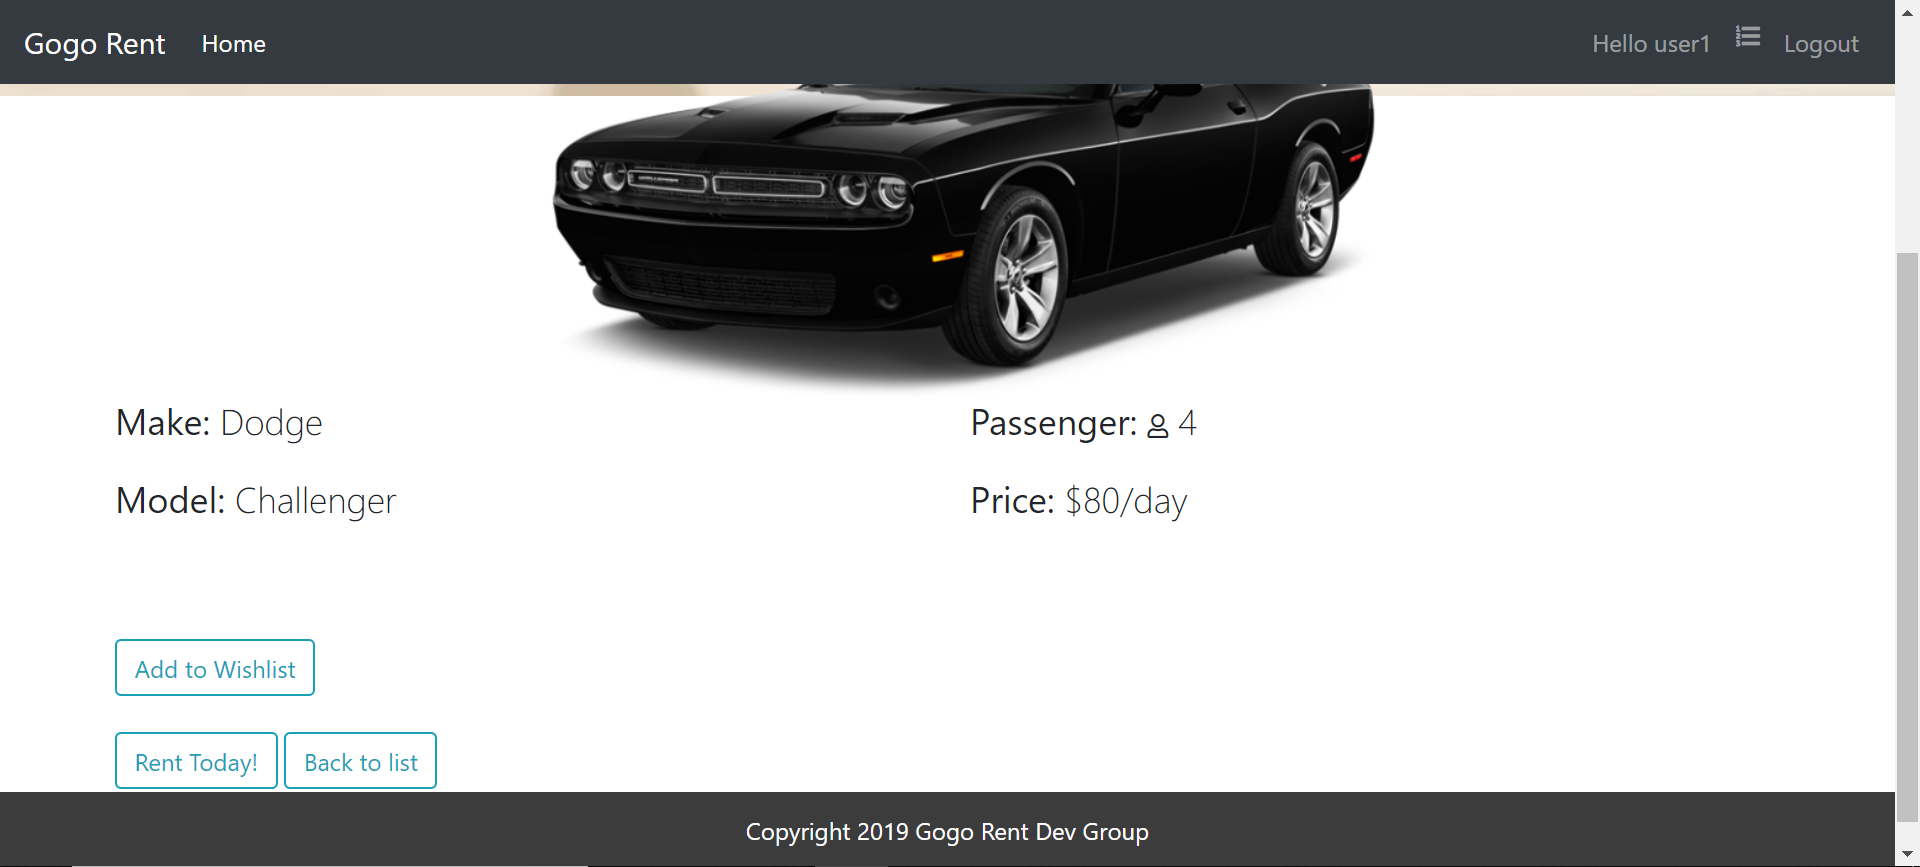 Gogo Rent Home Hello user1 Logout
Make: Dodge
Passenger: 4
Model: Challenger
Price: $80/day
Add to Wishlist
Rent Today! Back to list
Copyright 2019 Gogo Rent Dev Group